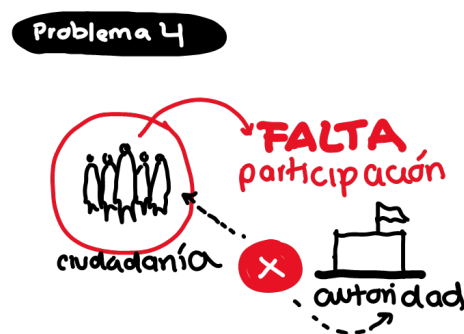 Problema 4
FALTA
participación
ciudadanía
autoridad